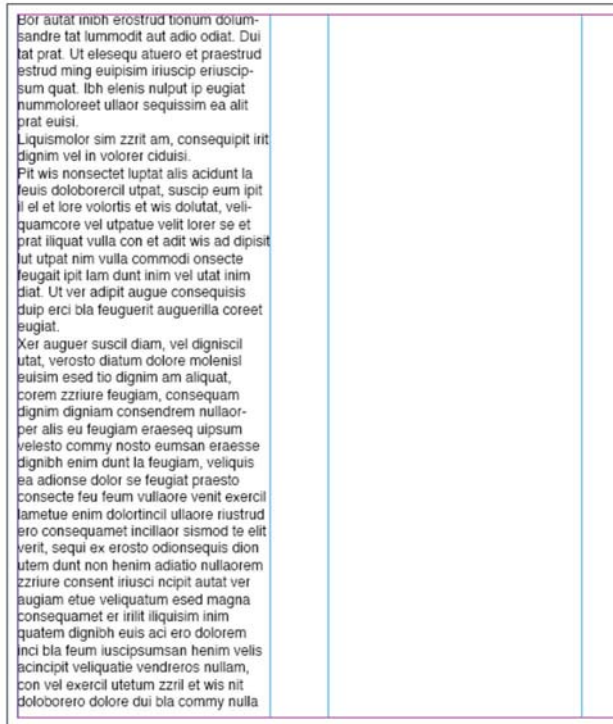 Bor autat inibh erostrud tionum dolum-
sandre tat lummodit aut adio odiat. Dui
tat prat. Ut elesequ atuero et praestrud
estrud ming euipisim iriuscip eriuscip-
sum quat. Ibh elenis nulput ip eugiat
nummoloreet ullaor sequissim ea alit
prat euisi.
Liquismolor sim zzrit am, consequipit irit
dignim vel in volorer ciduisi.
Pit wis nonsectet luptat alis acidunt la
feuis doloborercil utpat, suscip eum ipit
il el et lore volortis et wis dolutat, veli-
quamcore vel utpatue velit lorer se et
prat iliquat vulla con et adit wis ad dipisit
lut utpat nim vulla commodi onsecte
feugait ipit lam dunt inim vel utat inim
diat. Ut ver adipit augue consequisis
duip erci bla feuguerit auguerilla coreet
eugiat.
Xer auguer suscil diam, vel digniscil
utat, verosto diatum dolore molenisl
euisim esed tio dignim am aliquat,
corem zzriure feugiam, consequam
dignim digniam consendrem nullaor-
per alis eu feugiam eraeseq uipsum
velesto commy nosto eumsan eraesse
dignibh enim dunt la feugiam, veliquis
ea adionse dolor se feugiat praesto
consecte feu feum vullaore venit exercil
lametue enim dolortincil ullaore riustrud
ero consequamet incillaor sismod te elit
verit, sequi ex erosto odionsequis dion
utem dunt non henim adiatio nullaorem
zzriure consent iriusci ncipit autat ver
augiam etue veliquatum esed magna
consequamet er irilit iliquisim inim
quatem dignibh euis aci ero dolorem
inci bla feum iuscipsumsan henim velis
acincipit veliquatie vendreros nullam,
con vel exercil utetum zzril et wis nit
doloborero dolore dui bla commy nulla